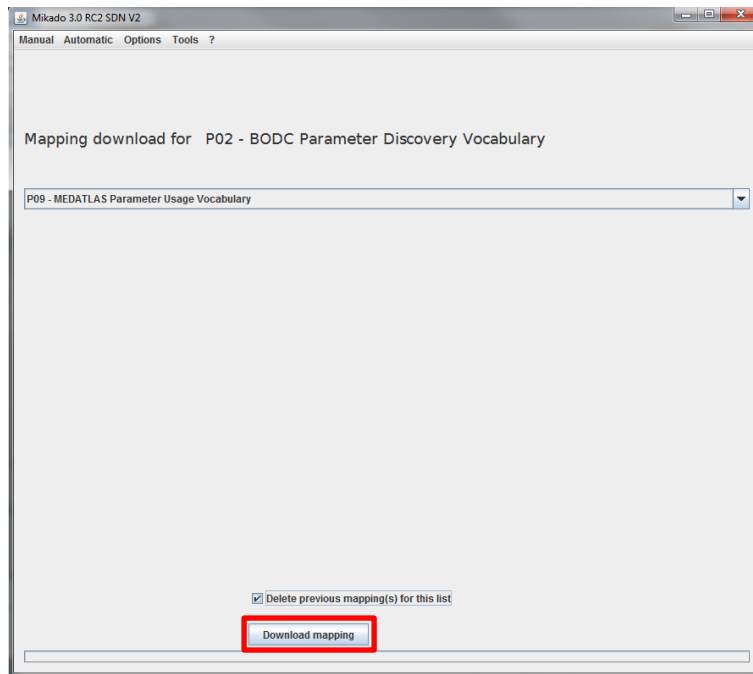 Mikado 3.0 RC2 SDN V2
Manual Automatic Options Tools ?
Mapping download for P02 - BODC Parameter Discovery Vocabulary
P09 - MEDATLAS Parameter Usage Vocabulary
Delete previous mapping(s) for this list
Download mapping